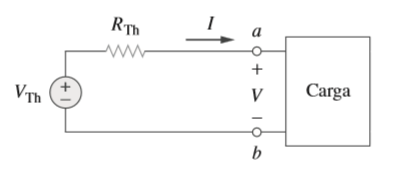 R_Th I a
+
V_Th + − V Carga
−
b